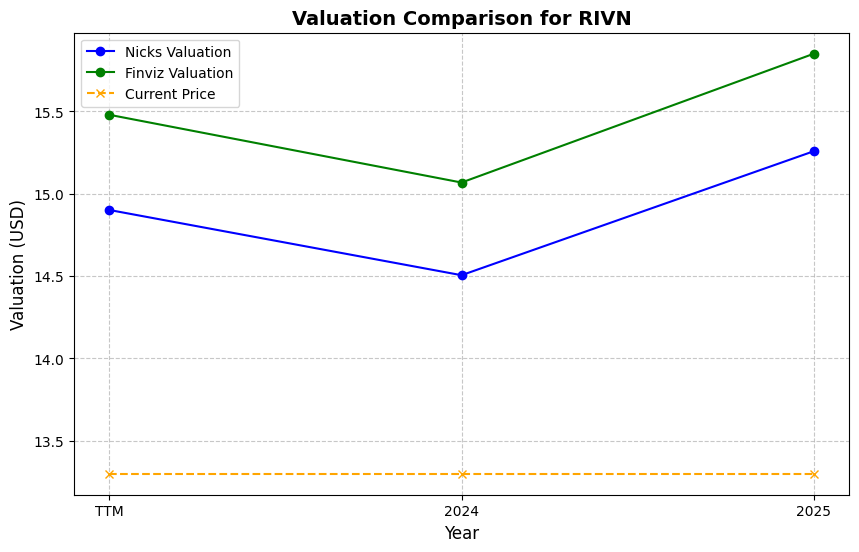 Valuation Comparison for RIVN
Nicks Valuation
Finviz Valuation
Current Price
Valuation (USD)
15.5
15.0
14.5
14.0
13.5
TTM 2024 2025
Year